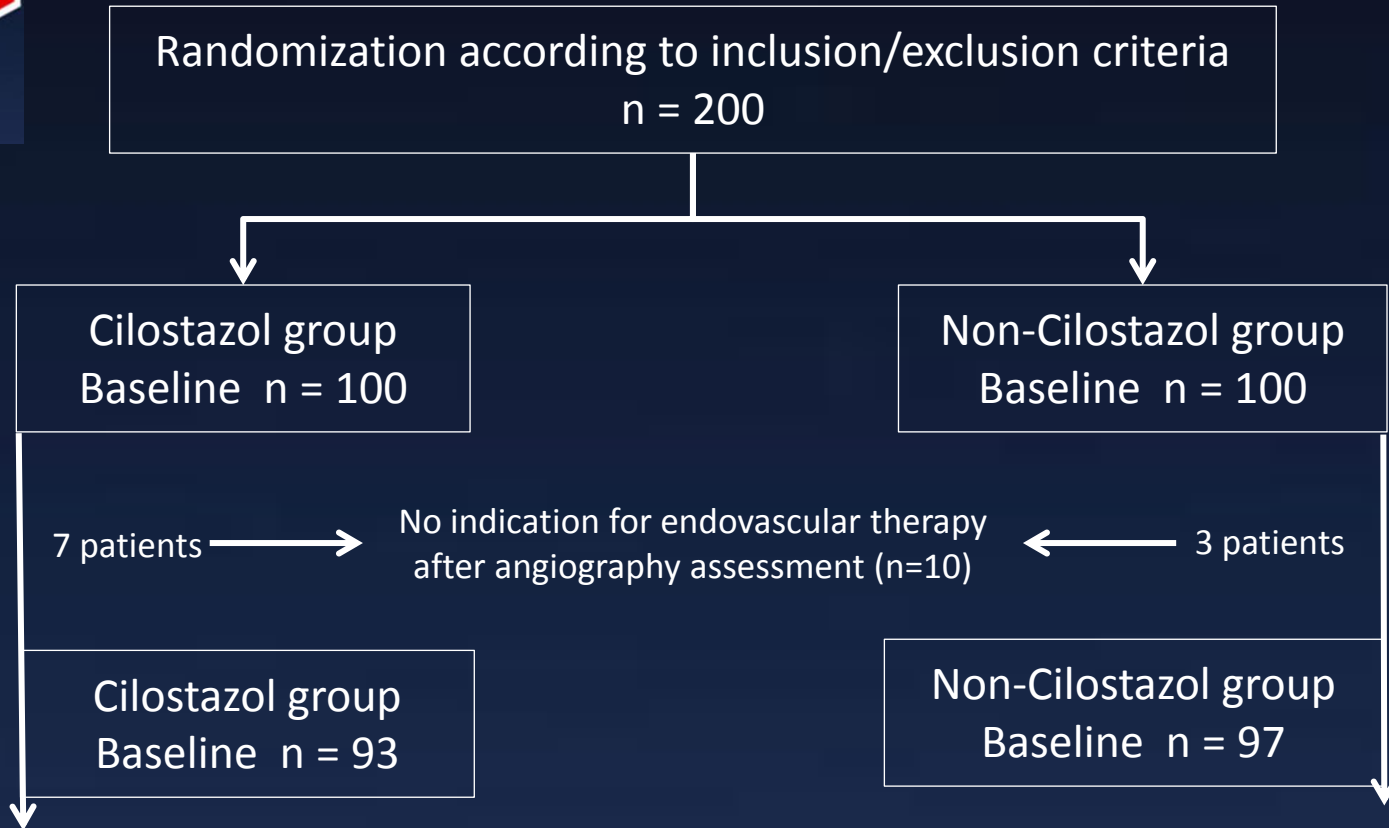 Randomization according to inclusion/exclusion criteria
n = 200
Cilostazol group
Baseline n = 100
Non-Cilostazol group
Baseline n = 100
7 patients
No indication for endovascular therapy
after angiography assessment (n=10)
3 patients
Cilostazol group
Baseline n = 93
Non-Cilostazol group
Baseline n = 97